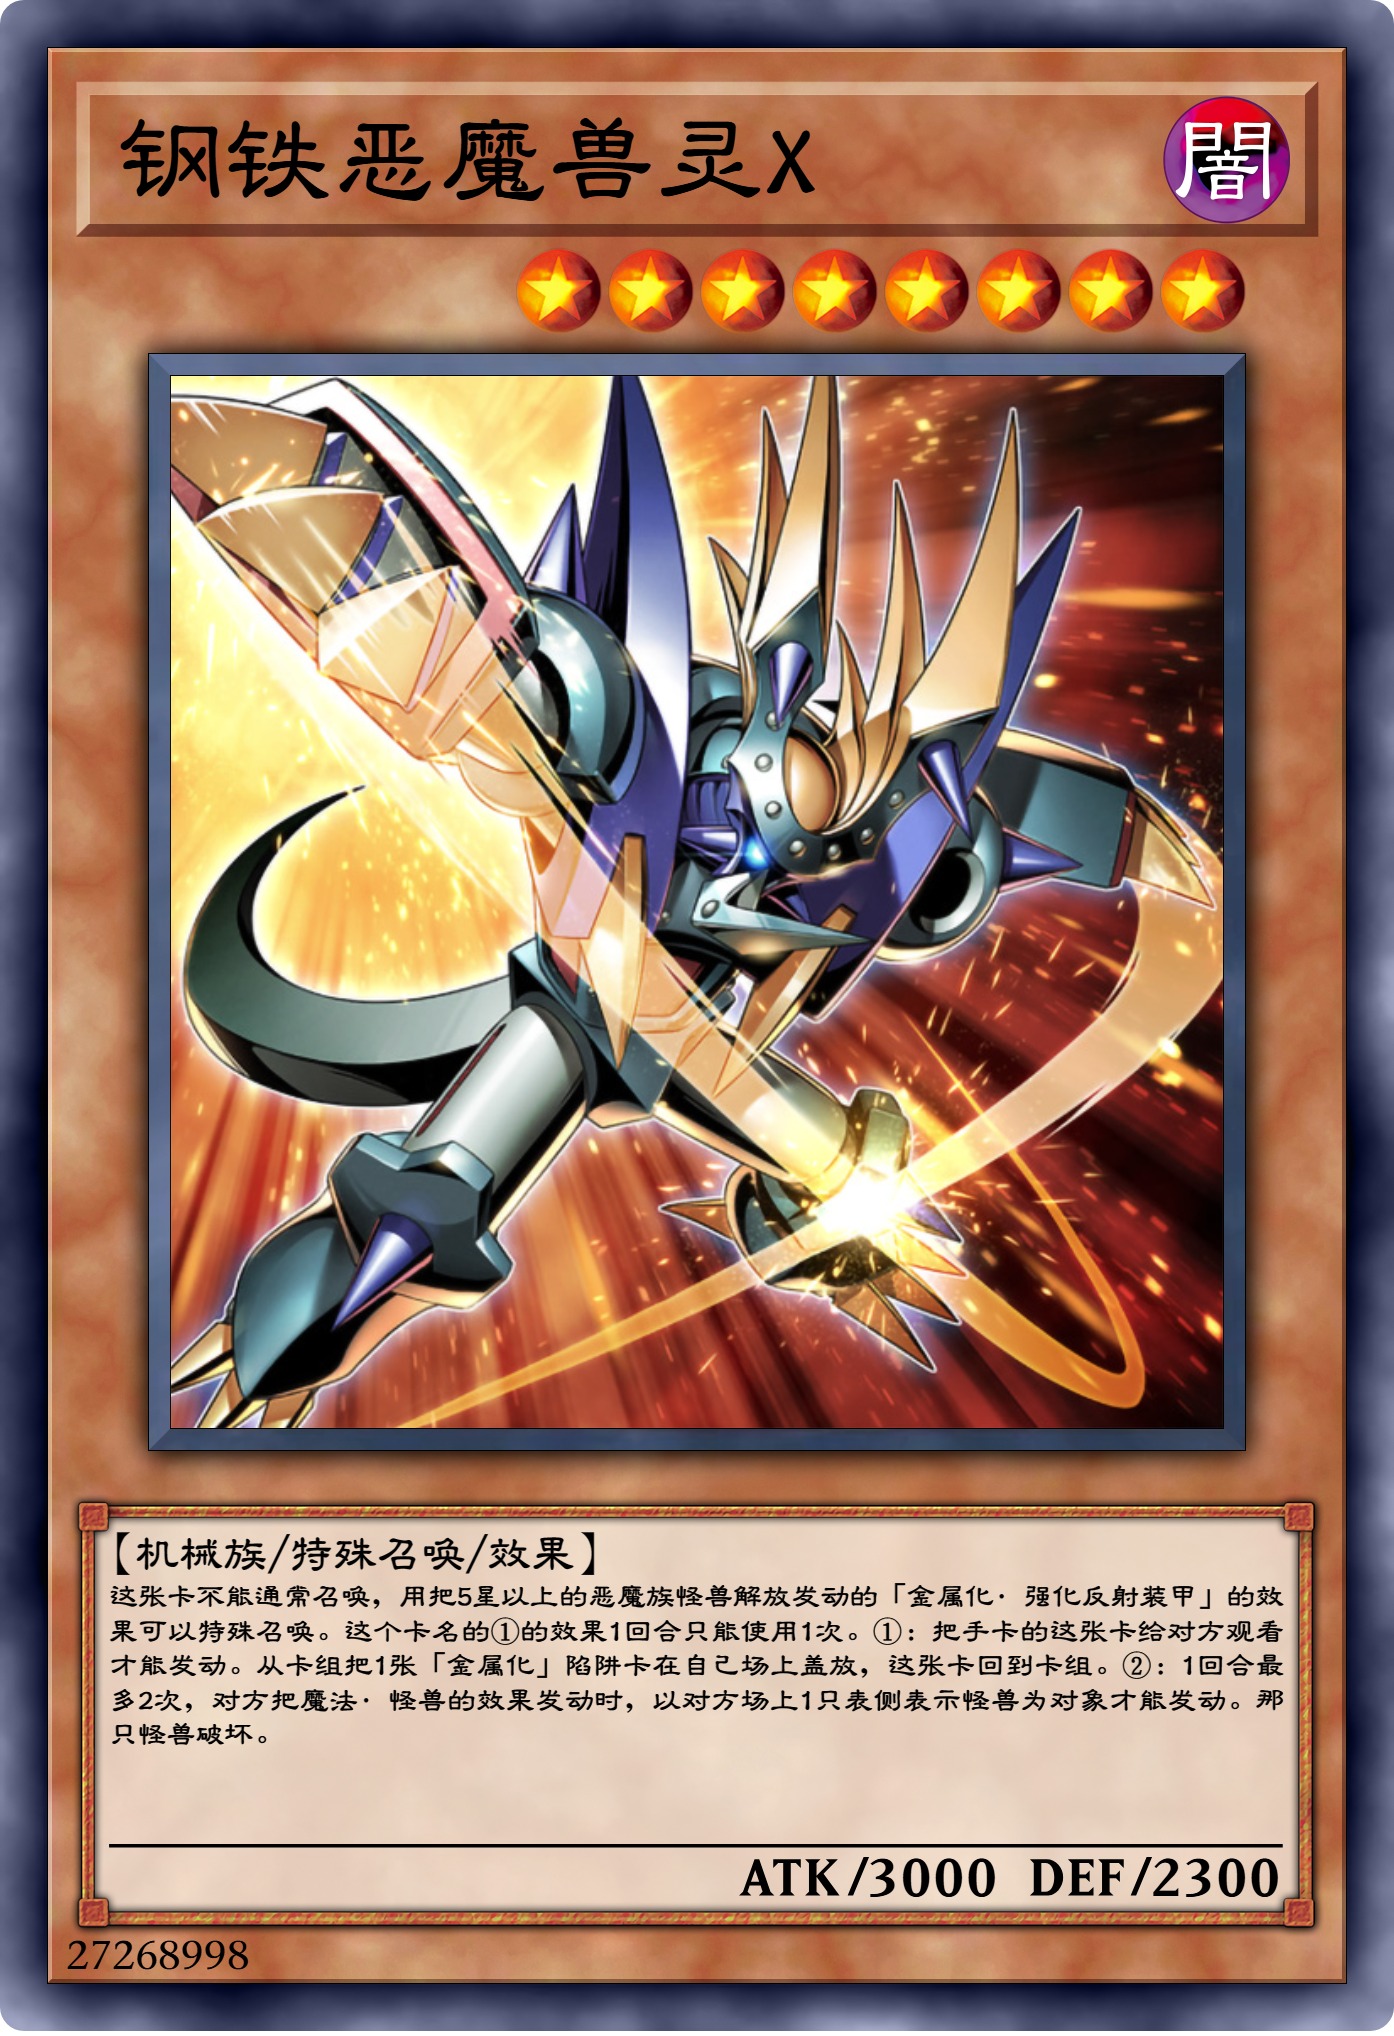 钢铁恶魔兽灵X
闇
【机械族/特殊召唤/效果】
这张卡不能通常召唤，用把5星以上的恶魔族怪兽解放发动的「金属化·强化反射装甲」的效
果可以特殊召唤。这个卡名的①的效果1回合只能使用1次。①：把手卡的这张卡给对方观看
才能发动。从卡组把1张「金属化」陷阱卡在自己场上盖放，这张卡回到卡组。②：1回合最
多2次，对方把魔法·怪兽的效果发动时，以对方场上1只表侧表示怪兽为对象才能发动。那
只怪兽破坏。
ATK/3000 DEF/2300
27268998